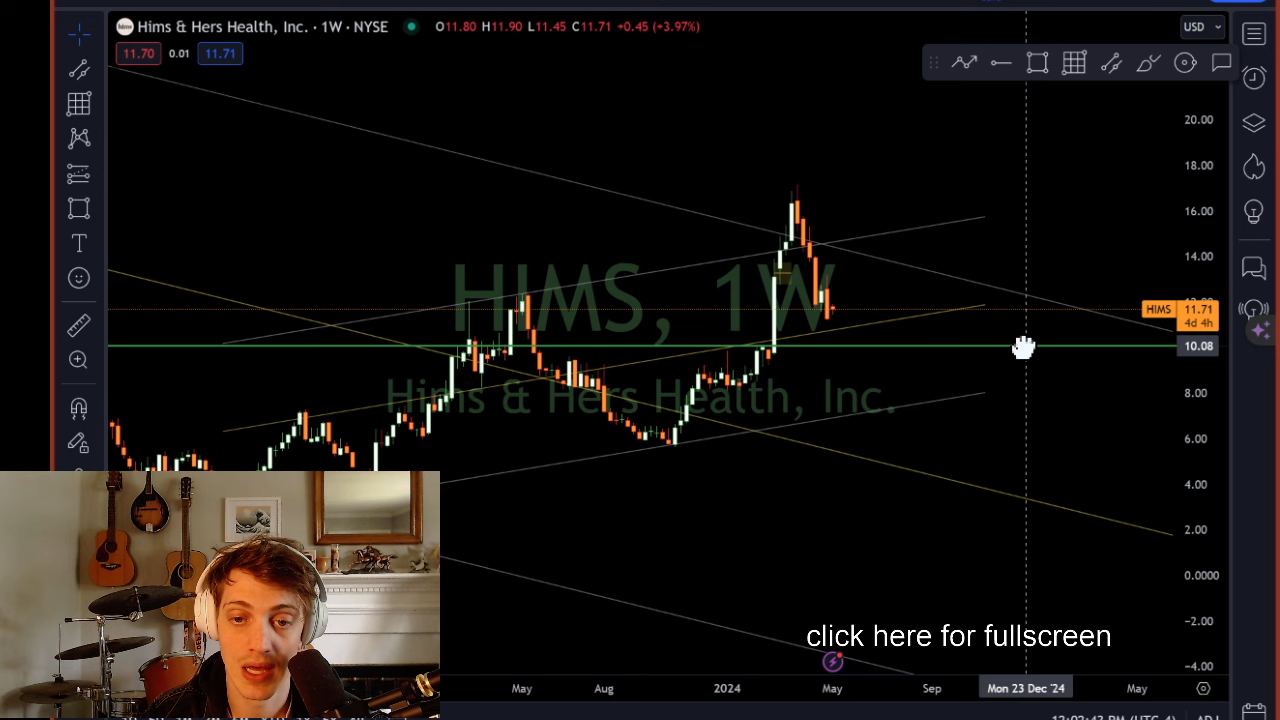 hims Hims & Hers Health, Inc. · 1W · NYSE O11.80 H11.90 L11.45 C11.71 +0.45 (+3.97%) USD
11.70 0.01 11.71
20.00
18.00
16.00
14.00
HIMS, 1W
HIMS 11.71
4d 4h
10.08
Hims & Hers Health, Inc.
8.00
6.00
4.00
2.00
0.0000
−2.00
click here for fullscreen
−4.00
May Aug 2024 May Sep Mon 23 Dec '24 May